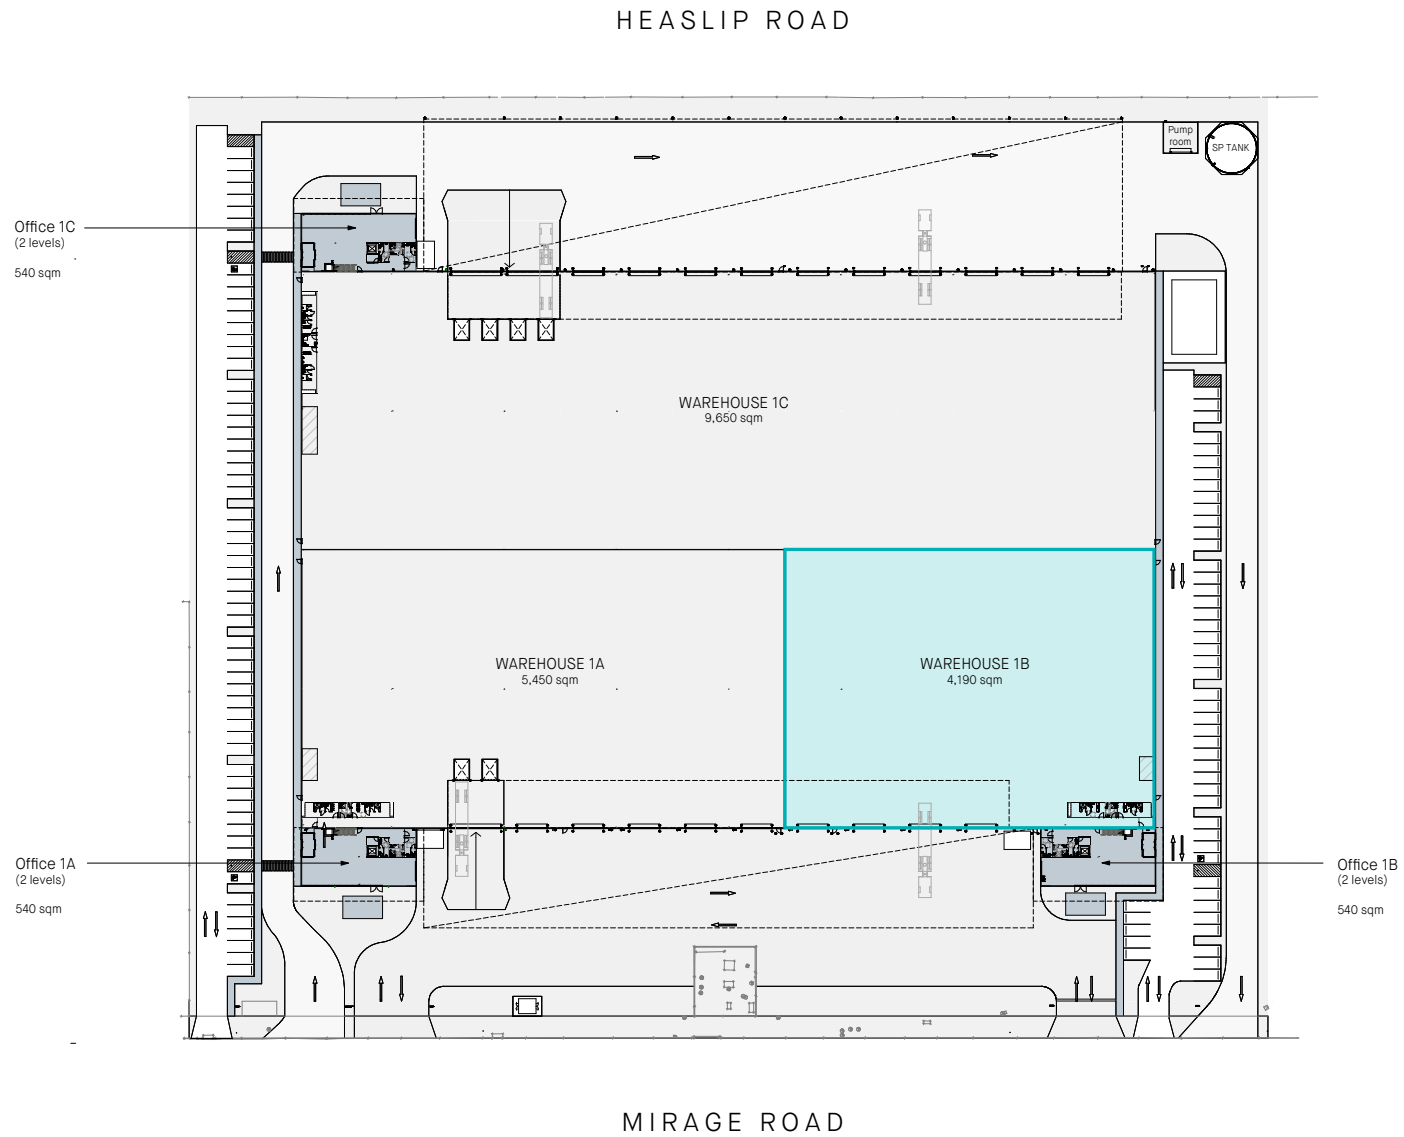 HEASLIP ROAD
Pump
room
SP TANK
Office 1C
(2 levels)
540 sqm
WAREHOUSE 1C
9,650 sqm
WAREHOUSE 1A
5,450 sqm
WAREHOUSE 1B
4,190 sqm
Office 1A
(2 levels)
540 sqm
Office 1B
(2 levels)
540 sqm
MIRAGE ROAD